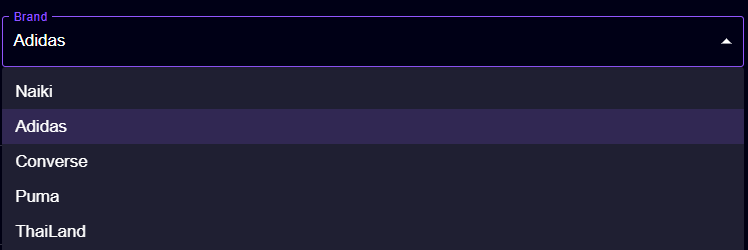 Brand
Adidas
Naiki
Adidas
Converse
Puma
ThaiLand